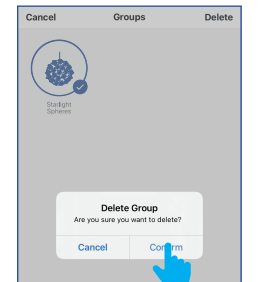 Cancel Groups Delete
Starlight
Spheres
Delete Group
Are you sure you want to delete?
Cancel Confirm